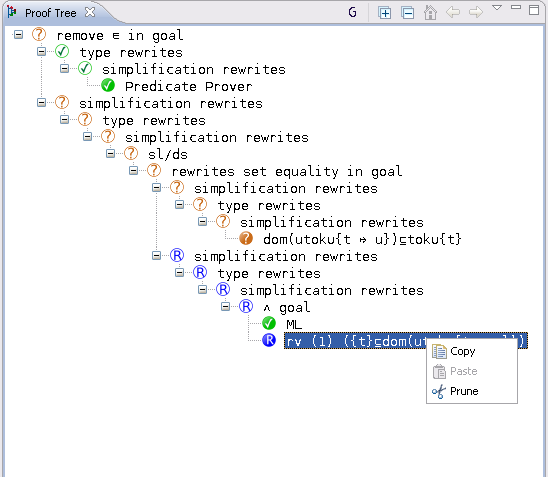 Proof Tree
G
remove ∈ in goal
type rewrites
simplification rewrites
Predicate Prover
simplification rewrites
type rewrites
simplification rewrites
sl/ds
rewrites set equality in goal
simplification rewrites
type rewrites
simplification rewrites
dom(utoku{t ↦ u})⊆toku{t}
simplification rewrites
type rewrites
simplification rewrites
∧ goal
ML
rv (1) ({t}⊆dom(
Copy
Paste
Prune